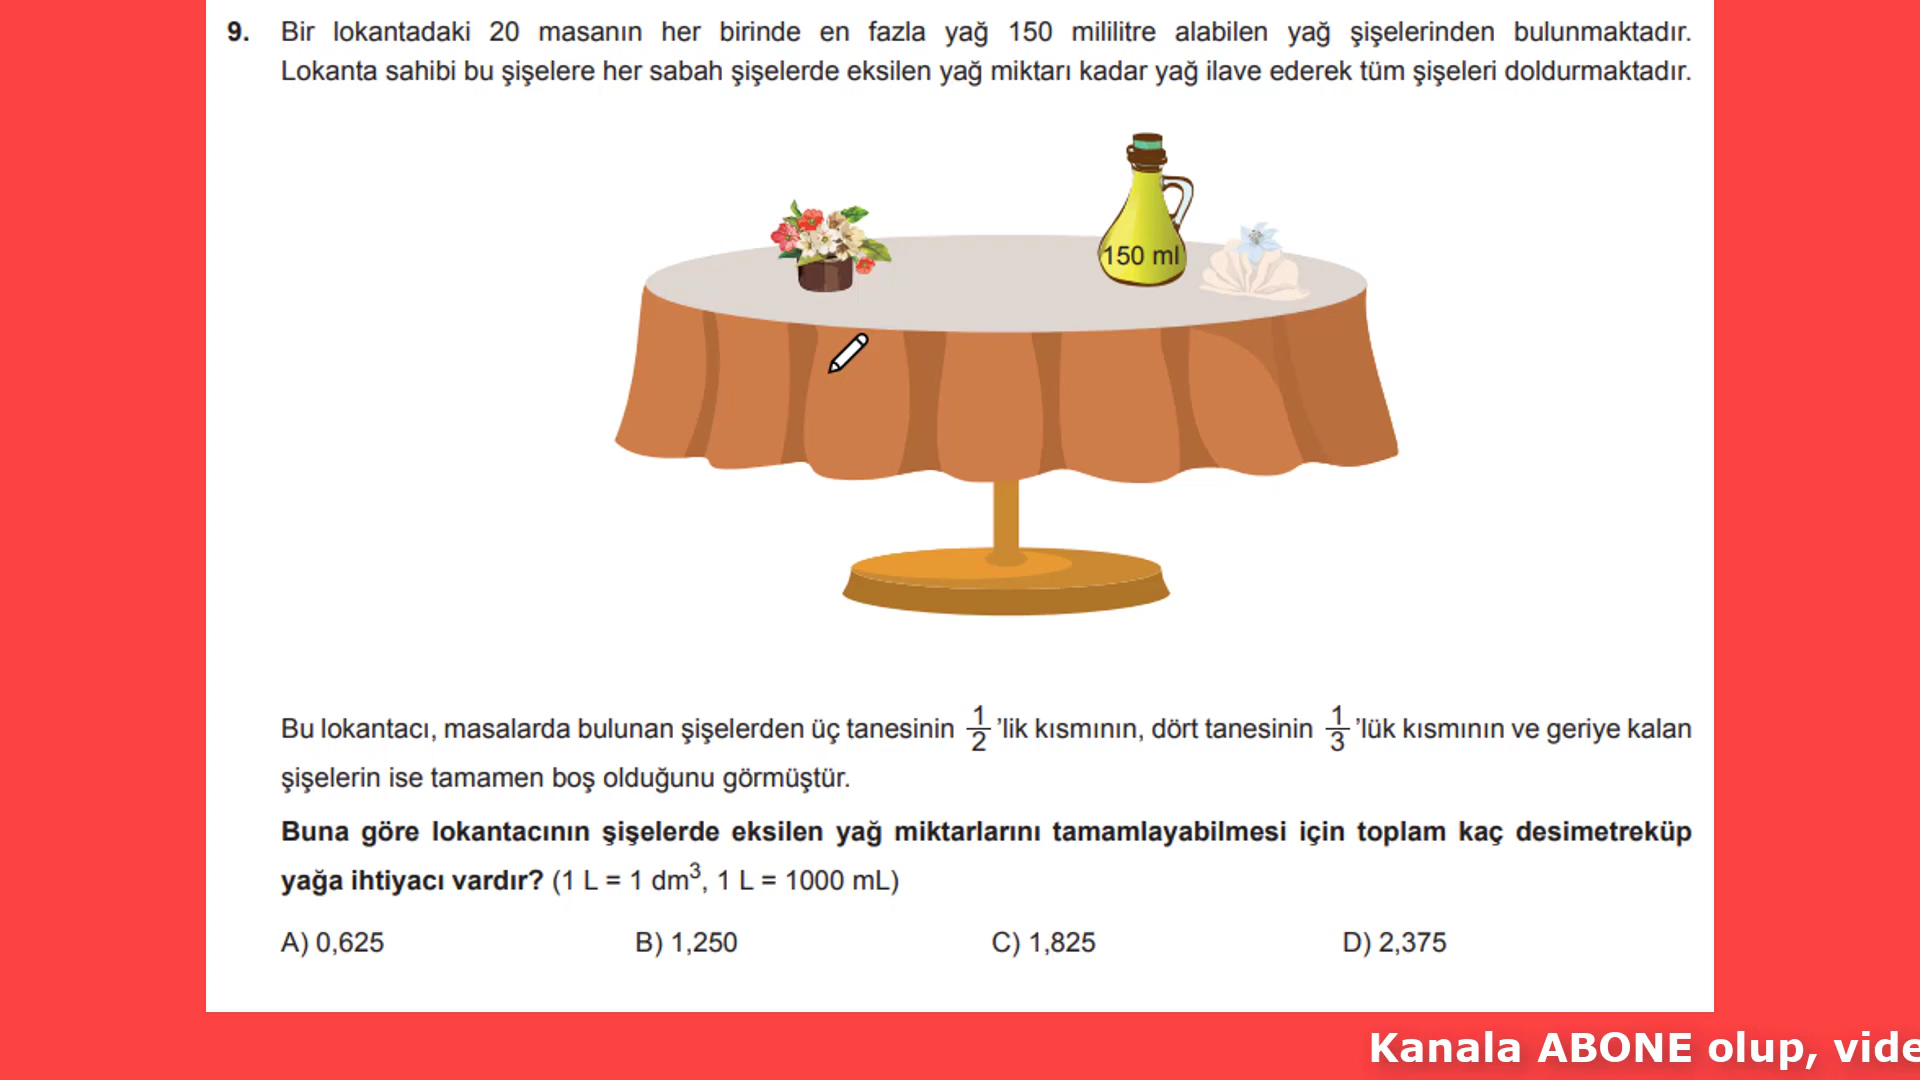 9. Bir lokantadaki 20 masanın her birinde en fazla yağ 150 mililitre alabilen yağ şişelerinden bulunmaktadır.
Lokanta sahibi bu şişelere her sabah şişelerde eksilen yağ miktarı kadar yağ ilave ederek tüm şişeleri doldurmaktadır.
150 ml
Bu lokantacı, masalarda bulunan şişelerden üç tanesinin 1/2 'lik kısmının, dört tanesinin 1/3 'lük kısmının ve geriye kalan
şişelerin ise tamamen boş olduğunu görmüştür.
Buna göre lokantacının şişelerde eksilen yağ miktarlarını tamamlayabilmesi için toplam kaç desimetreküp
yağa ihtiyacı vardır? (1 L = 1 dm³, 1 L = 1000 mL)
A) 0,625 B) 1,250 C) 1,825 D) 2,375
Kanala ABONE olup, vide